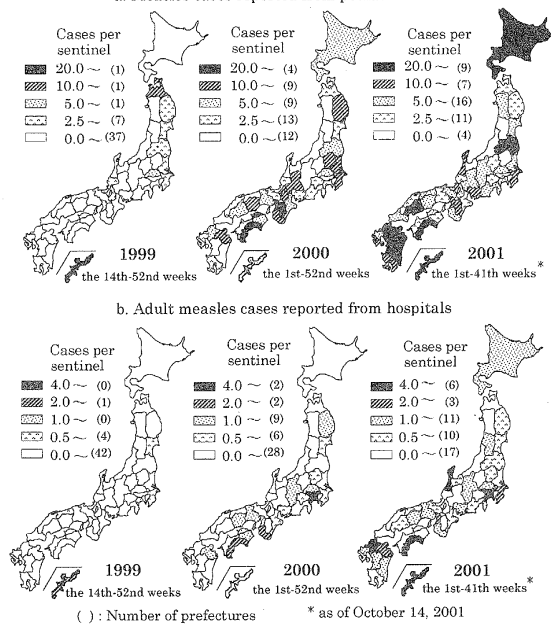 Cases per
sentinel
20.0～ (1)
10.0～ (1)
5.0～ (1)
2.5～ (7)
0.0～ (37)
1999
the 14th-52nd weeks
Cases per
sentinel
20.0～ (4)
10.0～ (9)
5.0～ (9)
2.5～ (13)
0.0～ (12)
2000
the 1st-52nd weeks
Cases per
sentinel
20.0～ (9)
10.0～ (7)
5.0～ (16)
2.5～ (11)
0.0～ (4)
2001
the 1st-41th weeks*
b. Adult measles cases reported from hospitals
Cases per
sentinel
4.0～ (0)
2.0～ (1)
1.0～ (0)
0.5～ (4)
0.0～ (42)
1999
the 14th-52nd weeks
Cases per
sentinel
4.0～ (2)
2.0～ (2)
1.0～ (9)
0.5～ (6)
0.0～ (28)
2000
the 1st-52nd weeks
Cases per
sentinel
4.0～ (6)
2.0～ (3)
1.0～ (11)
0.5～ (10)
0.0～ (17)
2001
the 1st-41th weeks*
( ) : Number of prefectures
* as of October 14, 2001